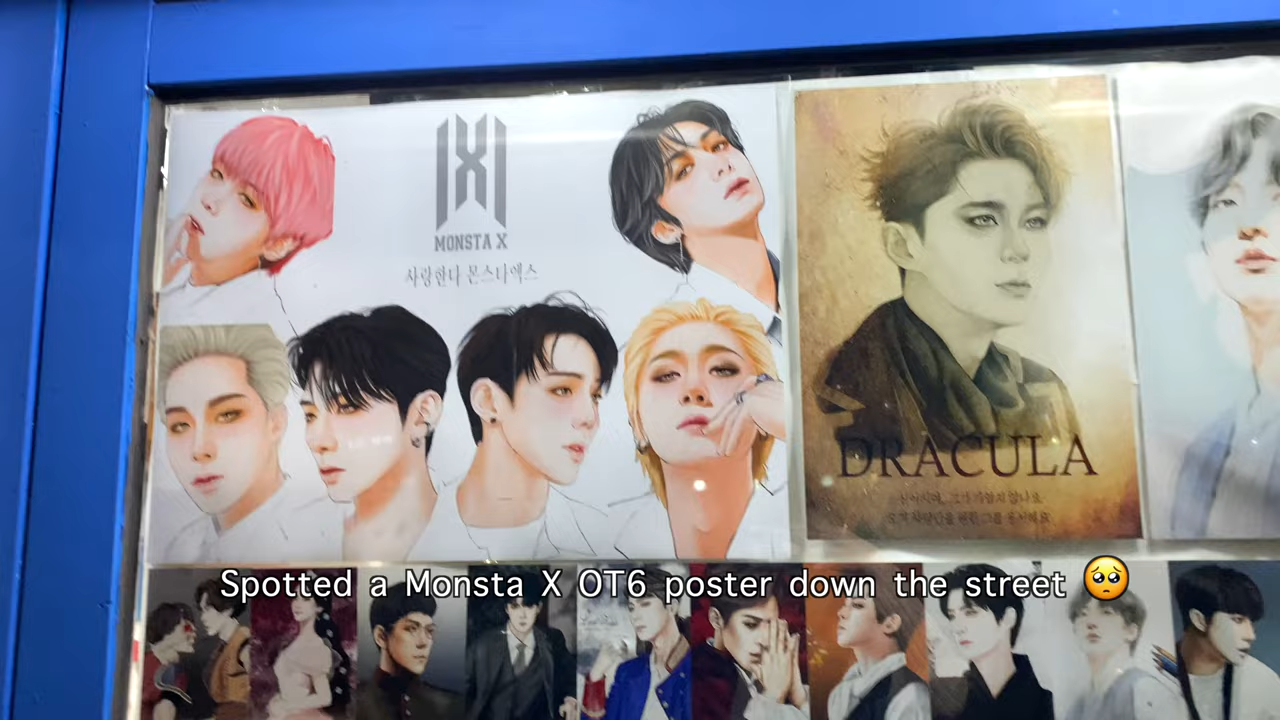 MONSTA X
사랑한다 몬스타엑스
DRACULA
Spotted a Monsta X OT6 poster down the street 🥺